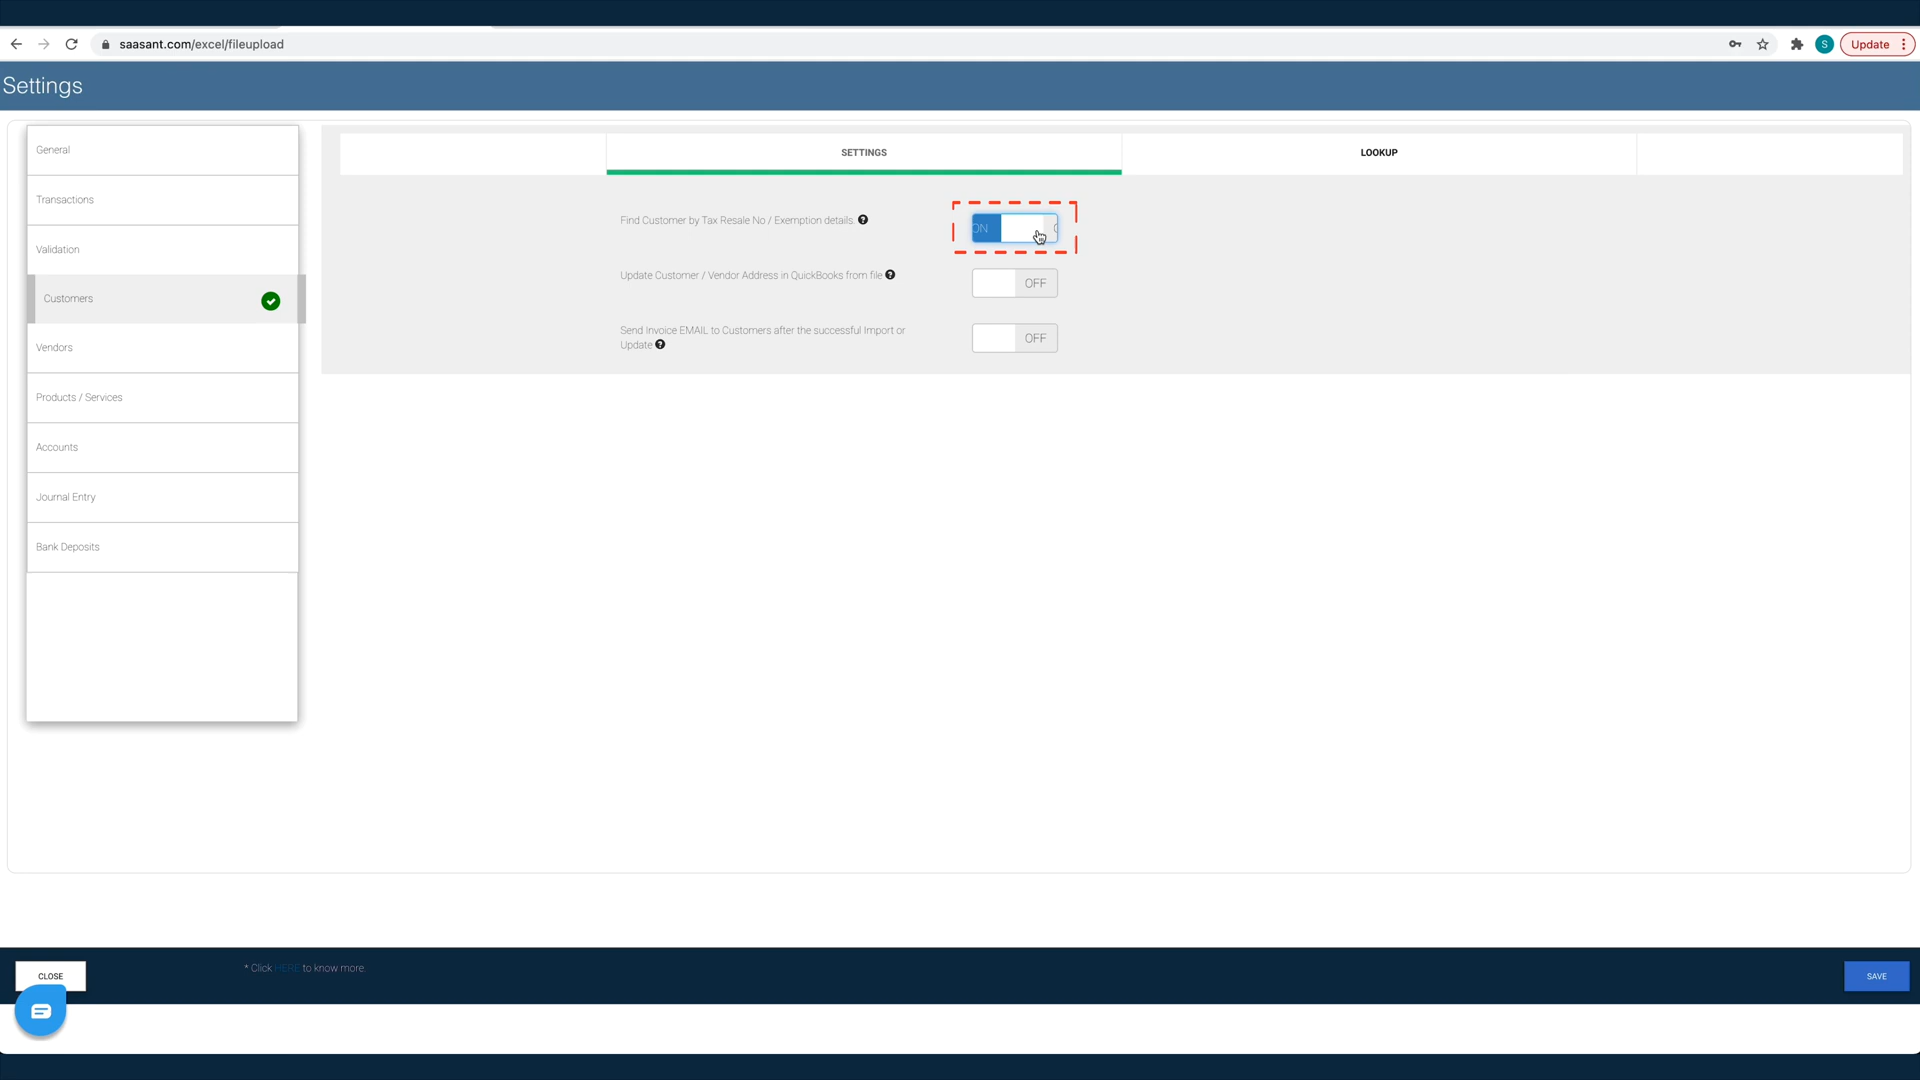 saasant.com/excel/fileupload
S
Update
Settings
General
Transactions
Validation
Customers
Vendors
Products / Services
Accounts
Journal Entry
Bank Deposits
SETTINGS
LOOKUP
Find Customer by Tax Resale No / Exemption details
ON
Update Customer / Vendor Address in QuickBooks from file
OFF
Send Invoice EMAIL to Customers after the successful Import or
Update
OFF
CLOSE
* Click HERE to know more.
SAVE